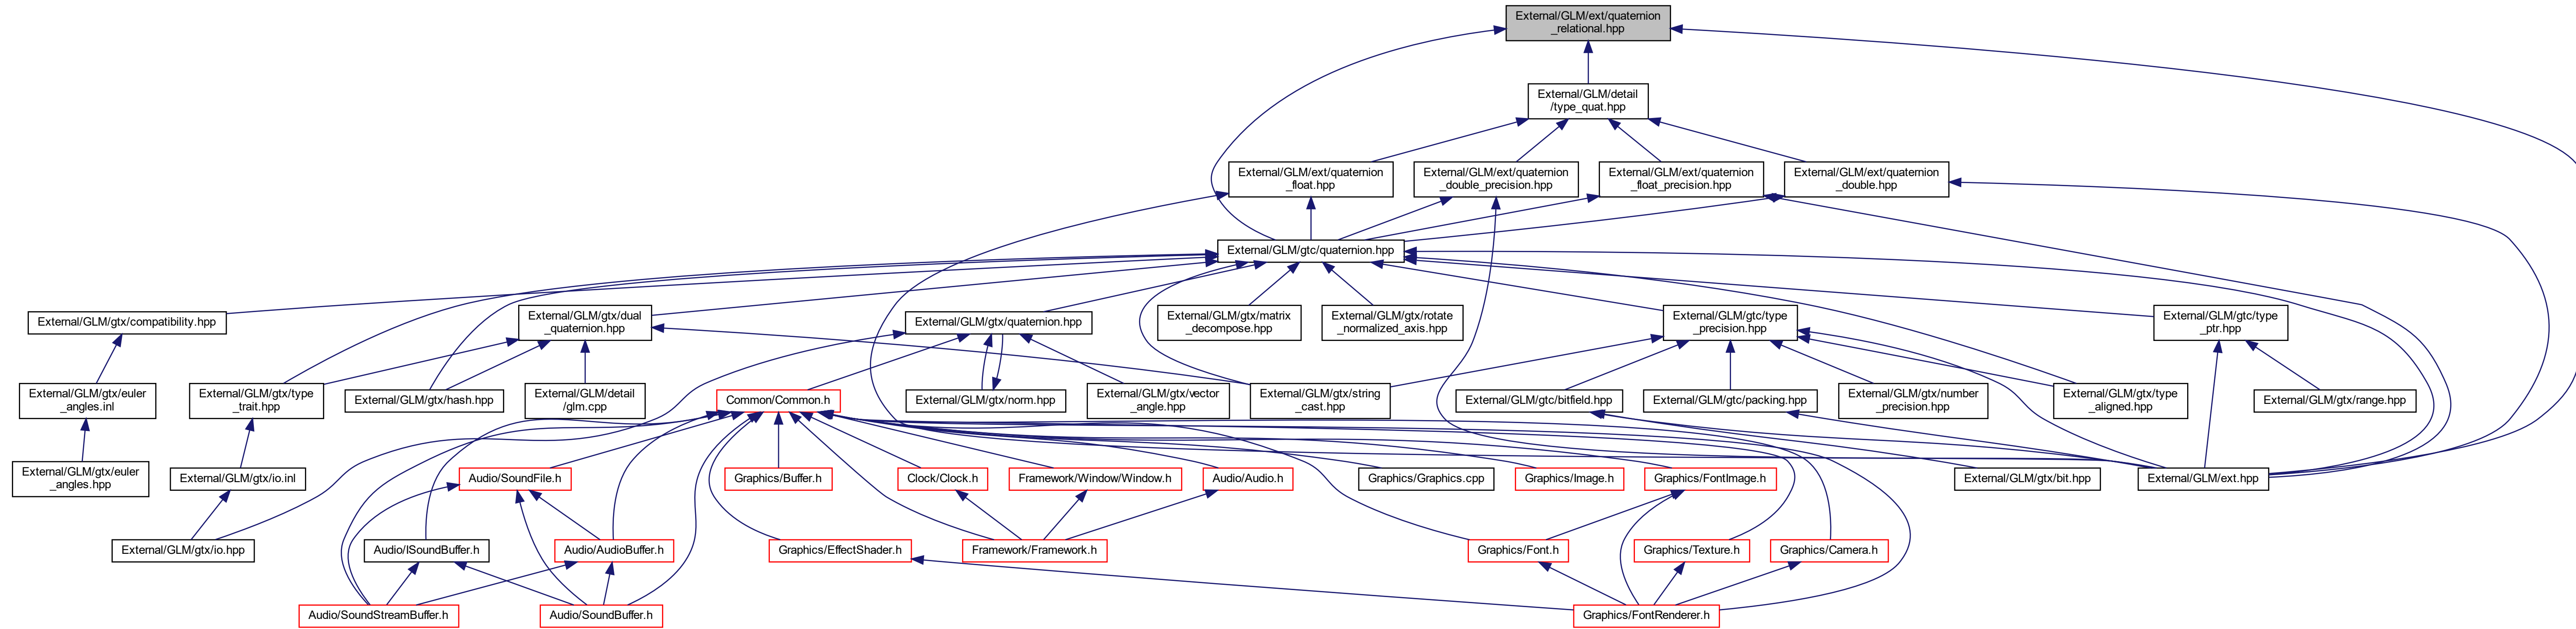 External/GLM/ext/quaternion
_relational.hpp
External/GLM/detail
/type_quat.hpp
External/GLM/ext/quaternion
_float.hpp
External/GLM/ext/quaternion
_double_precision.hpp
External/GLM/ext/quaternion
_float_precision.hpp
External/GLM/ext/quaternion
_double.hpp
External/GLM/gtc/quaternion.hpp
External/GLM/gtx/compatibility.hpp
External/GLM/gtx/dual
_quaternion.hpp
External/GLM/gtx/quaternion.hpp
External/GLM/gtx/matrix
_decompose.hpp
External/GLM/gtx/rotate
_normalized_axis.hpp
External/GLM/gtc/type
_precision.hpp
External/GLM/gtc/type
_ptr.hpp
External/GLM/gtx/euler
_angles.inl
External/GLM/gtx/type
_trait.hpp
External/GLM/gtx/hash.hpp
External/GLM/detail
/glm.cpp
Common/Common.h
External/GLM/gtx/norm.hpp
External/GLM/gtx/vector
_angle.hpp
External/GLM/gtx/string
_cast.hpp
External/GLM/gtc/bitfield.hpp
External/GLM/gtc/packing.hpp
External/GLM/gtx/number
_precision.hpp
External/GLM/gtx/type
_aligned.hpp
External/GLM/gtx/range.hpp
External/GLM/gtx/euler
_angles.hpp
External/GLM/gtx/io.inl
Audio/SoundFile.h
Graphics/Buffer.h
Clock/Clock.h
Framework/Window/Window.h
Audio/Audio.h
Graphics/Graphics.cpp
Graphics/Image.h
Graphics/FontImage.h
External/GLM/gtx/bit.hpp
External/GLM/ext.hpp
External/GLM/gtx/io.hpp
Audio/ISoundBuffer.h
Audio/AudioBuffer.h
Graphics/EffectShader.h
Framework/Framework.h
Graphics/Font.h
Graphics/Texture.h
Graphics/Camera.h
Audio/SoundStreamBuffer.h
Audio/SoundBuffer.h
Graphics/FontRenderer.h